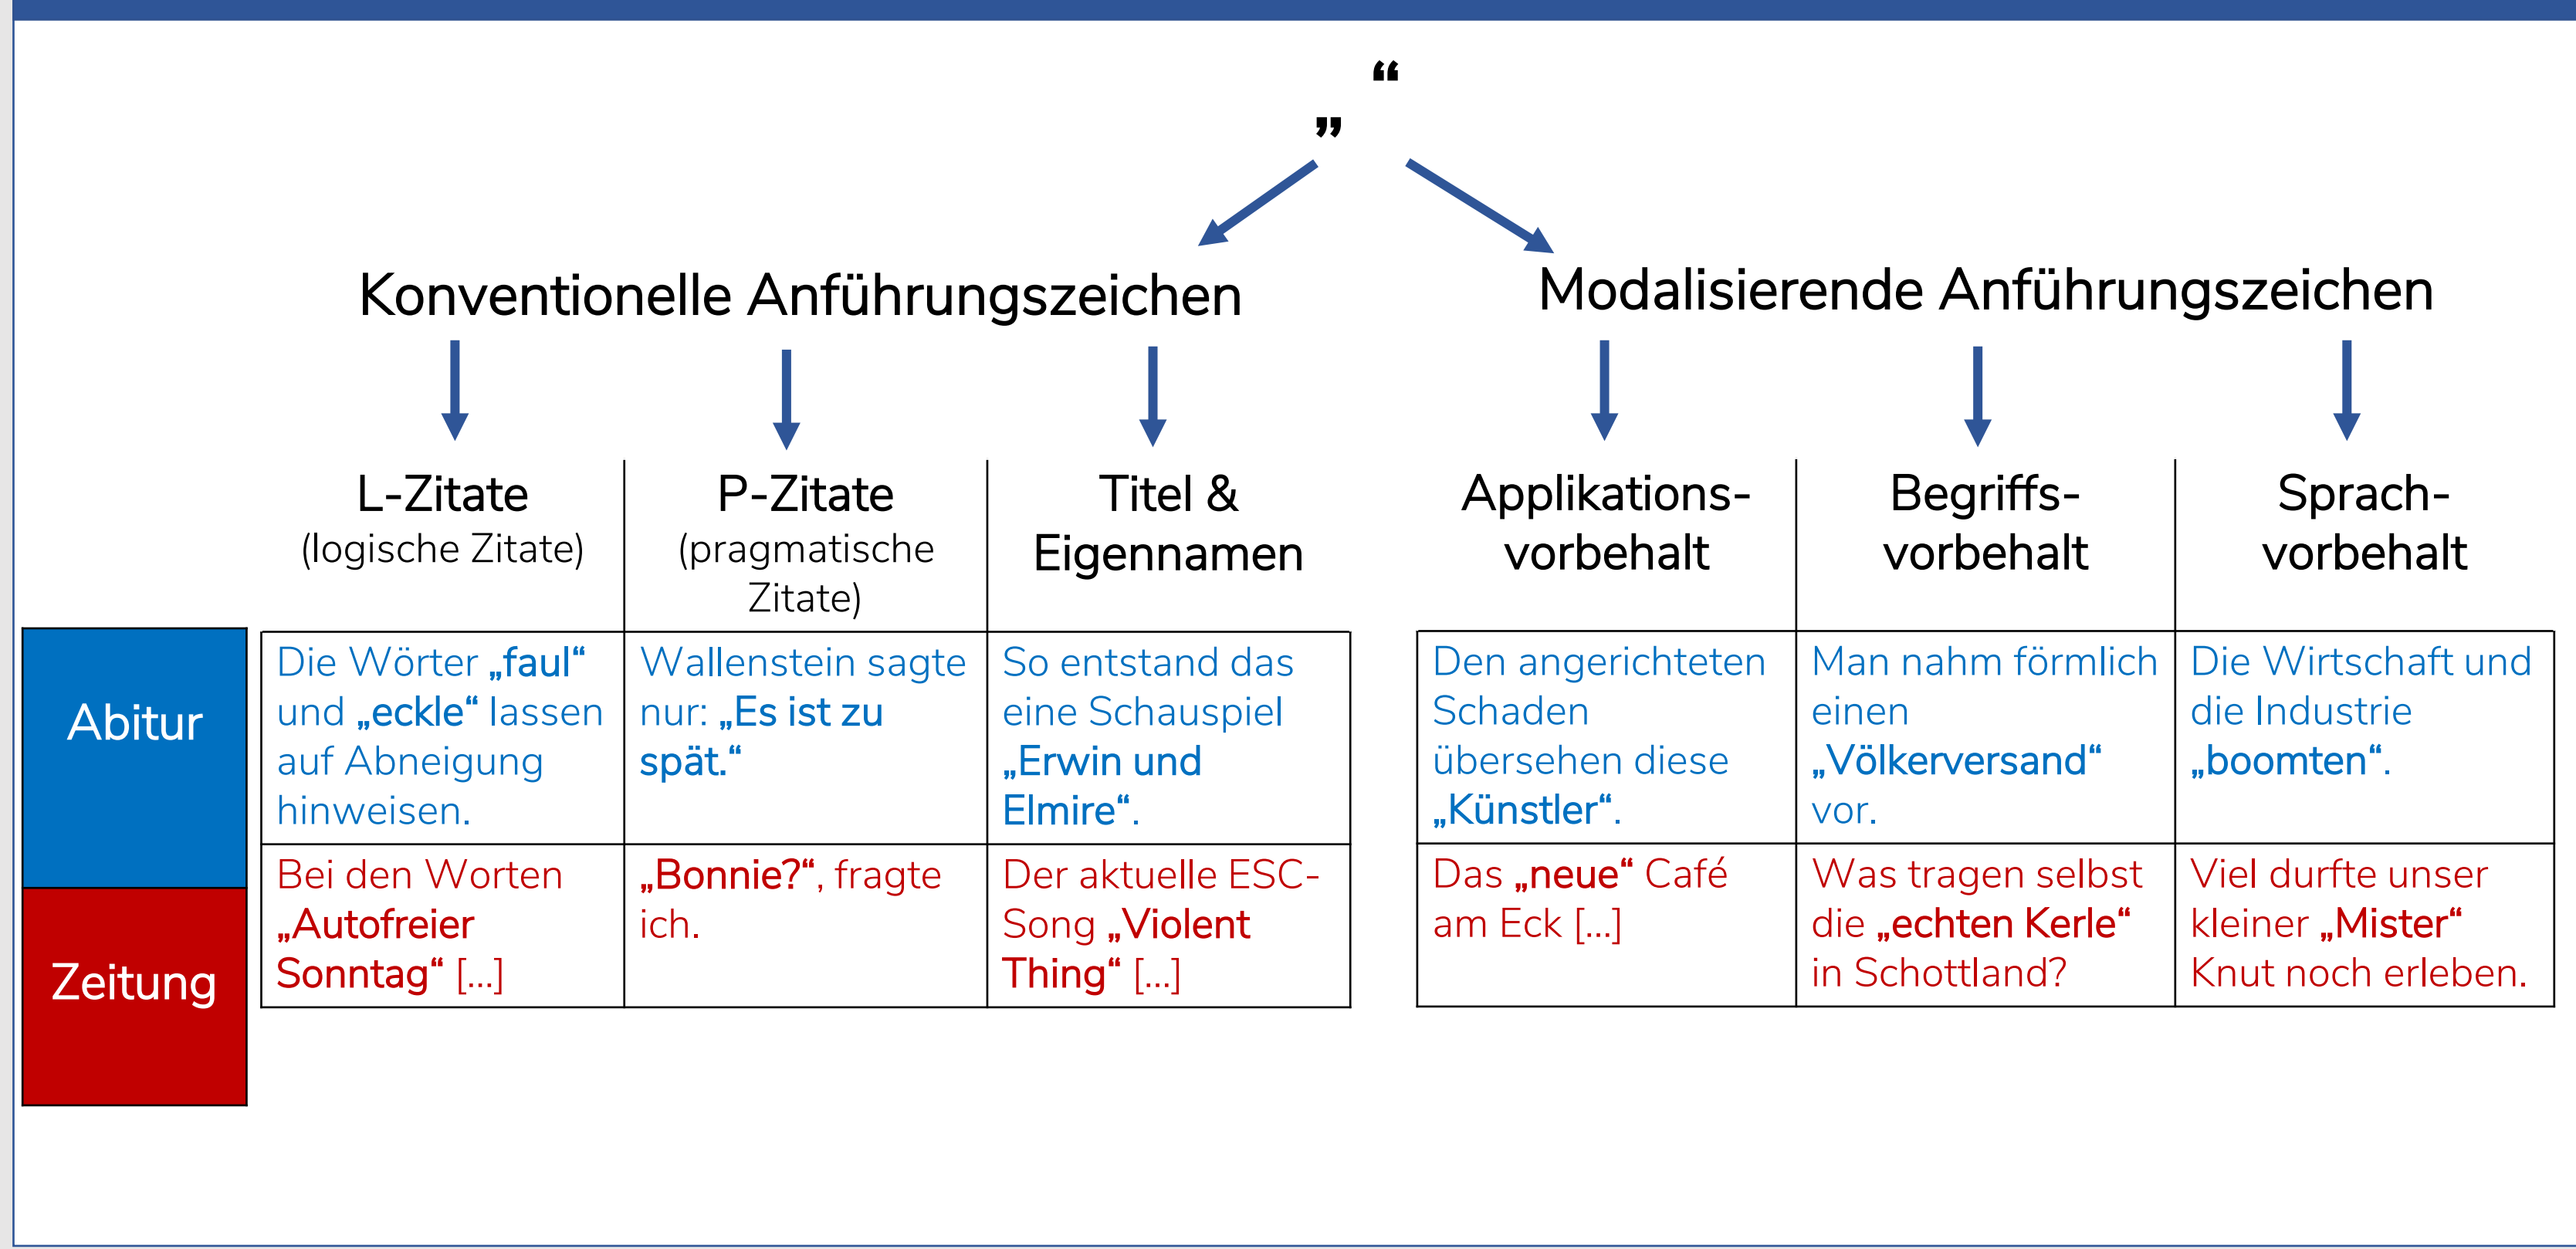 „ “
Konventionelle Anführungszeichen
Modalisierende Anführungszeichen
L-Zitate
(logische Zitate)
P-Zitate
(pragmatische
Zitate)
Titel &
Eigennamen
Applikations-
vorbehalt
Begriffs-
vorbehalt
Sprach-
vorbehalt
Abitur
Die Wörter „faul“
und „eckle“ lassen
auf Abneigung
hinweisen.
Wallenstein sagte
nur: „Es ist zu
spät.“
So entstand das
eine Schauspiel
„Erwin und
Elmire“.
Den angerichteten
Schaden
übersehen diese
„Künstler“.
Man nahm förmlich
einen
„Völkerversand“
vor.
Die Wirtschaft und
die Industrie
„boomten“.
Zeitung
Bei den Worten
„Autofreier
Sonntag“ [...]
„Bonnie?“, fragte
ich.
Der aktuelle ESC-
Song „Violent
Thing“ [...]
Das „neue“ Café
am Eck [...]
Was tragen selbst
die „echten Kerle“
in Schottland?
Viel durfte unser
kleiner „Mister“
Knut noch erleben.